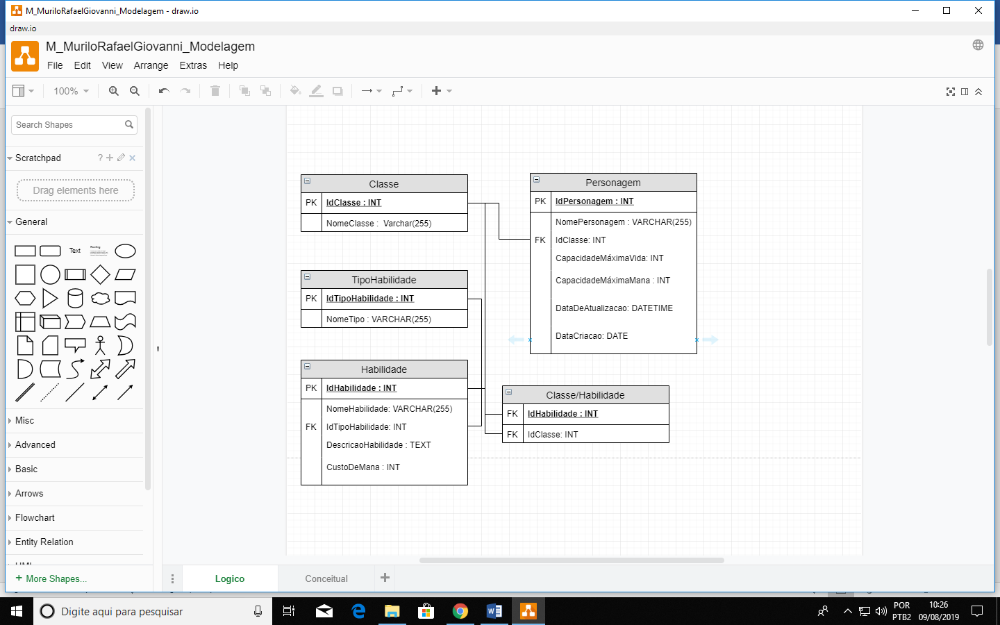 M_MuriloRafaelGiovanni_Modelagem - draw.io
draw.io
M_MuriloRafaelGiovanni_Modelagem
File Edit View Arrange Extras Help
100%
Search Shapes
Scratchpad
?
Drag elements here
General
Text
Heading
Misc
Advanced
Basic
Arrows
Flowchart
Entity Relation
+ More Shapes...
Classe
PK IdClasse : INT
NomeClasse : Varchar(255)
TipoHabilidade
PK IdTipoHabilidade : INT
NomeTipo : VARCHAR(255)
Habilidade
PK IdHabilidade : INT
NomeHabilidade: VARCHAR(255)
FK IdTipoHabilidade: INT
DescricaoHabilidade : TEXT
CustoDeMana : INT
Personagem
PK IdPersonagem : INT
NomePersonagem : VARCHAR(255)
FK IdClasse: INT
CapacidadeMáximaVida: INT
CapacidadeMáximaMana : INT
DataDeAtualizacao: DATETIME
DataCriacao: DATE
Classe/Habilidade
FK IdHabilidade : INT
FK IdClasse: INT
Logico Conceitual
Digite aqui para pesquisar
POR
PTB2
10:26
09/08/2019